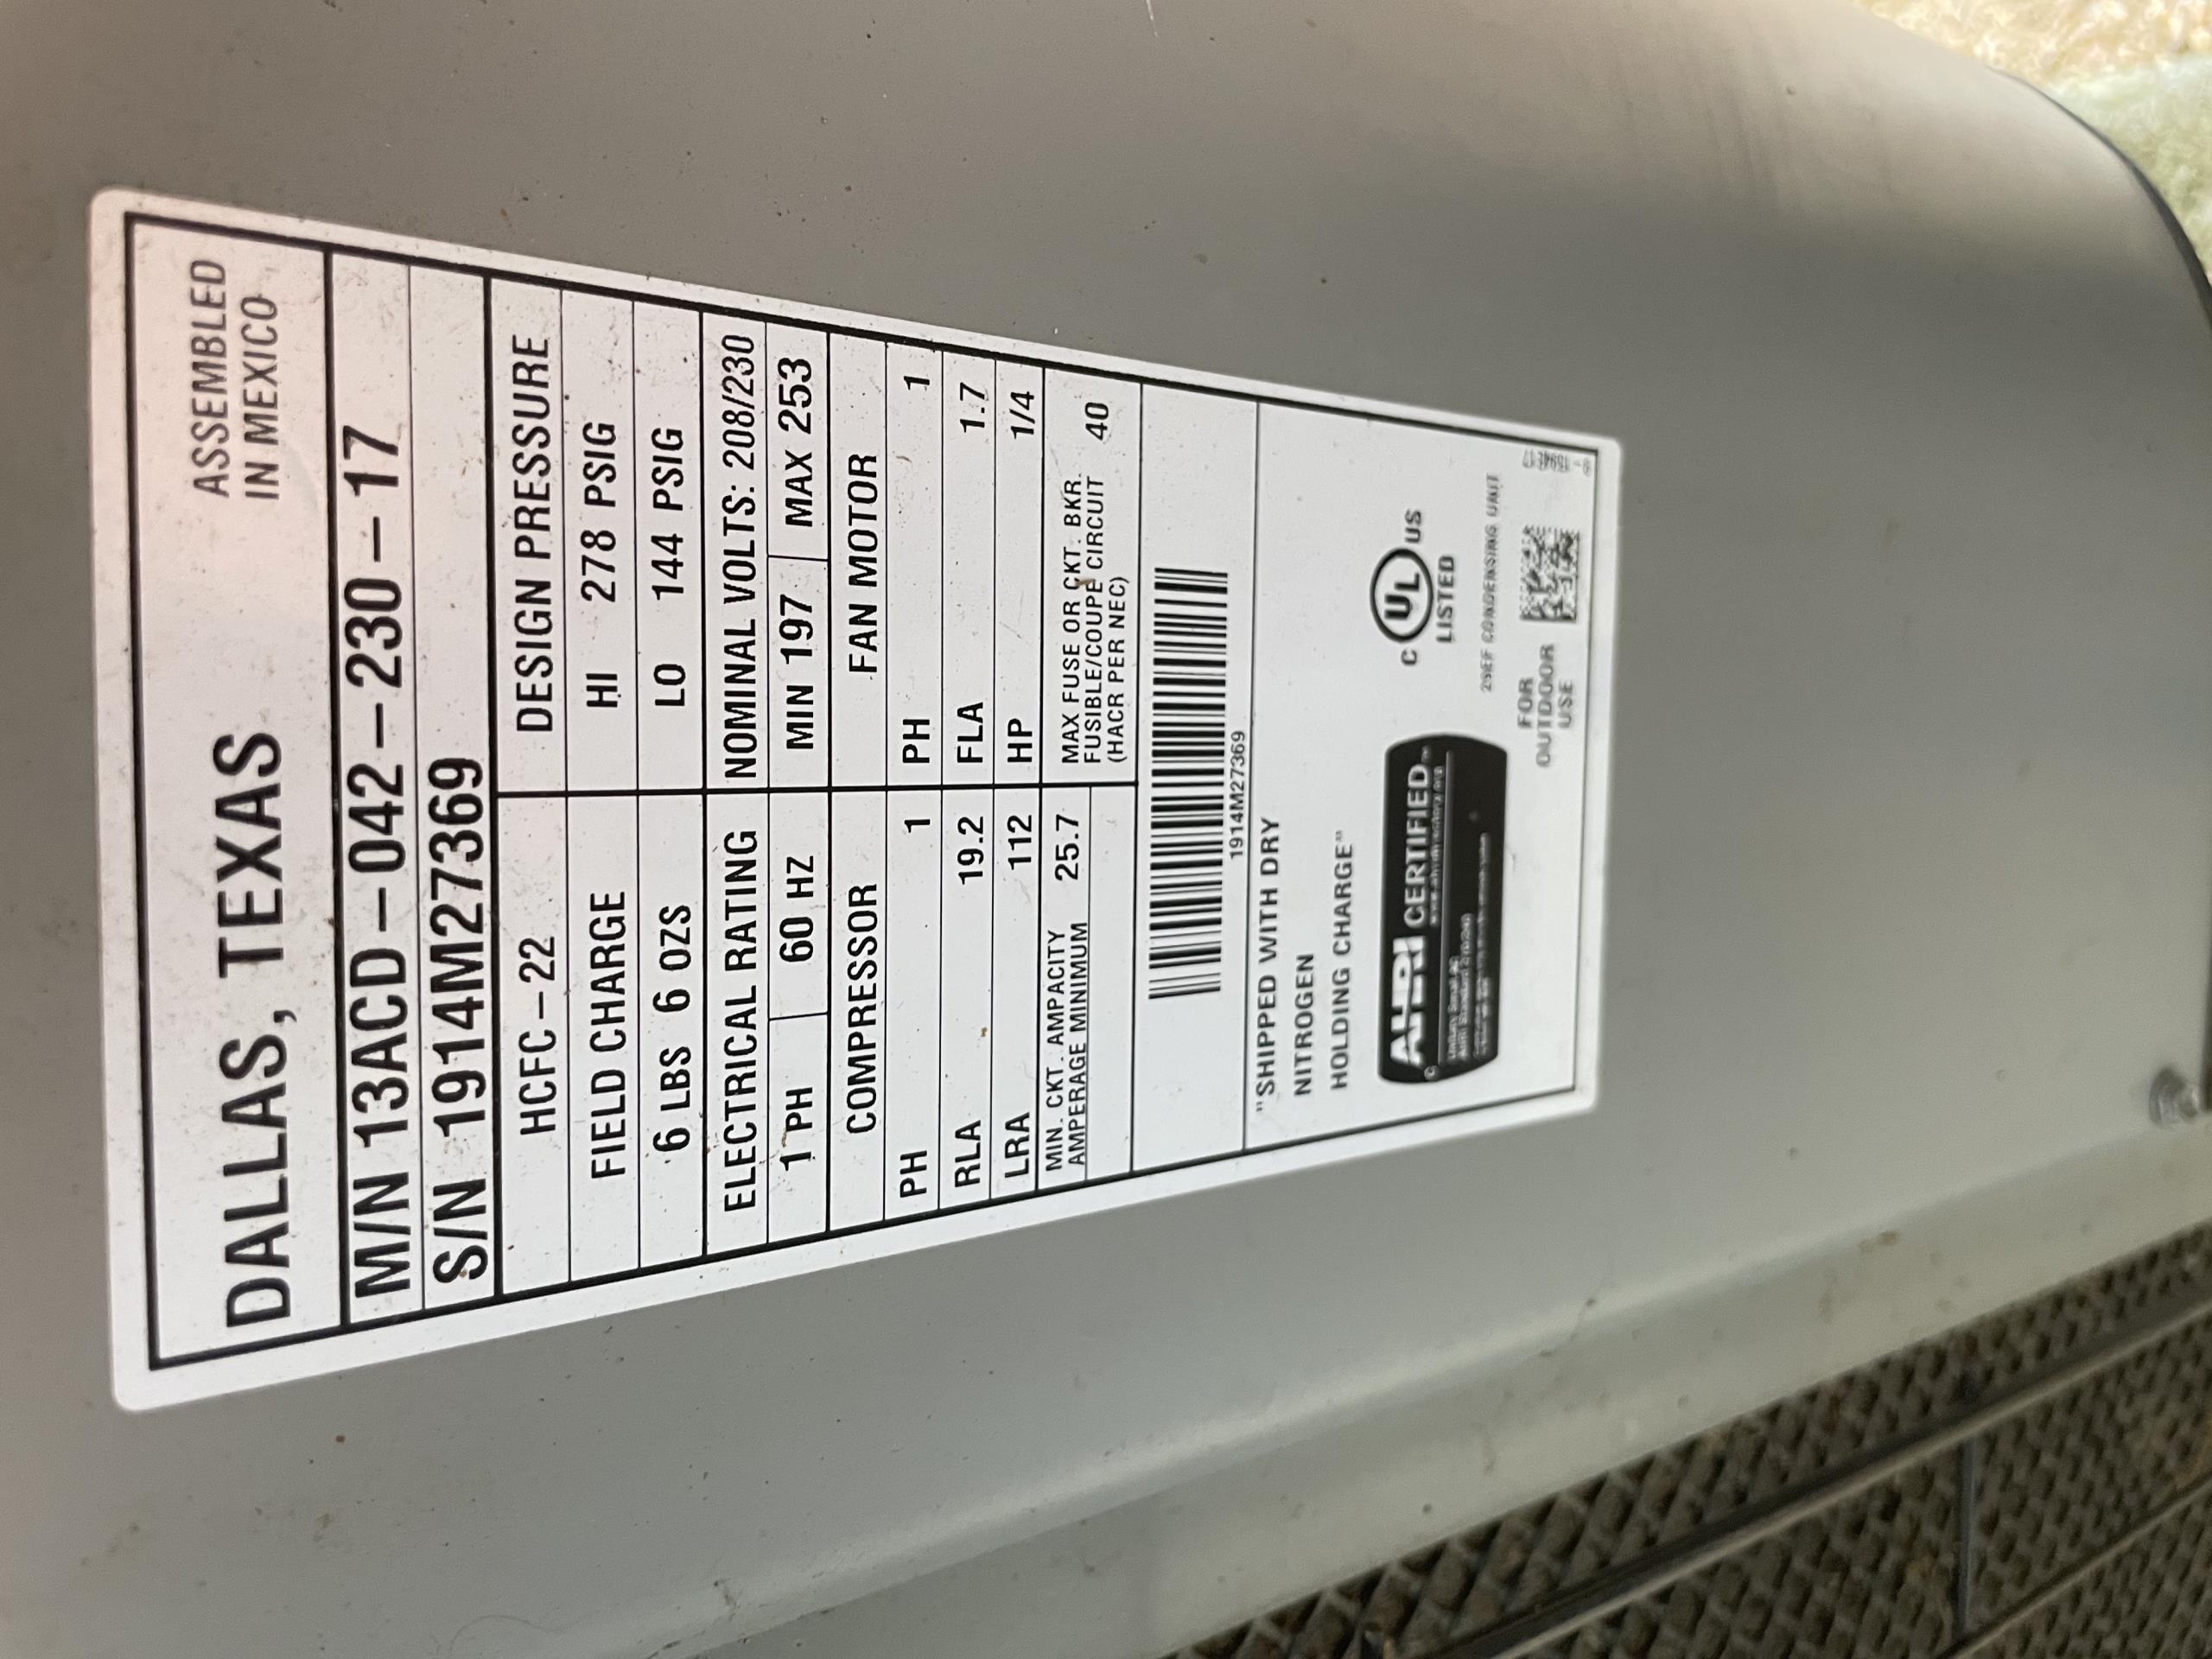 DALLAS, TEXAS
ASSEMBLED
IN MEXICO
M/N 13ACD-042-230-17
S/N 1914M27369
HCFC-22 DESIGN PRESSURE
FIELD CHARGE HI 278 PSIG
6 LBS 6 OZS LO 144 PSIG
ELECTRICAL RATING NOMINAL VOLTS: 208/230
1 PH 60 HZ MIN 197 MAX 253
COMPRESSOR FAN MOTOR
PH 1 PH 1
RLA 19.2 FLA 1.7
LRA 112 HP 1/4
MIN. CKT. AMPACITY
AMPERAGE MINIMUM 25.7
MAX FUSE OR CKT. BKR.
FUSIBLE/COUPE CIRCUIT 40
(HACR PER NEC)
1914M27369
"SHIPPED WITH DRY
NITROGEN
HOLDING CHARGE"
AHRI CERTIFIED
C UL US
LISTED
CONDENSING UNIT
FOR
OUTDOOR
USE